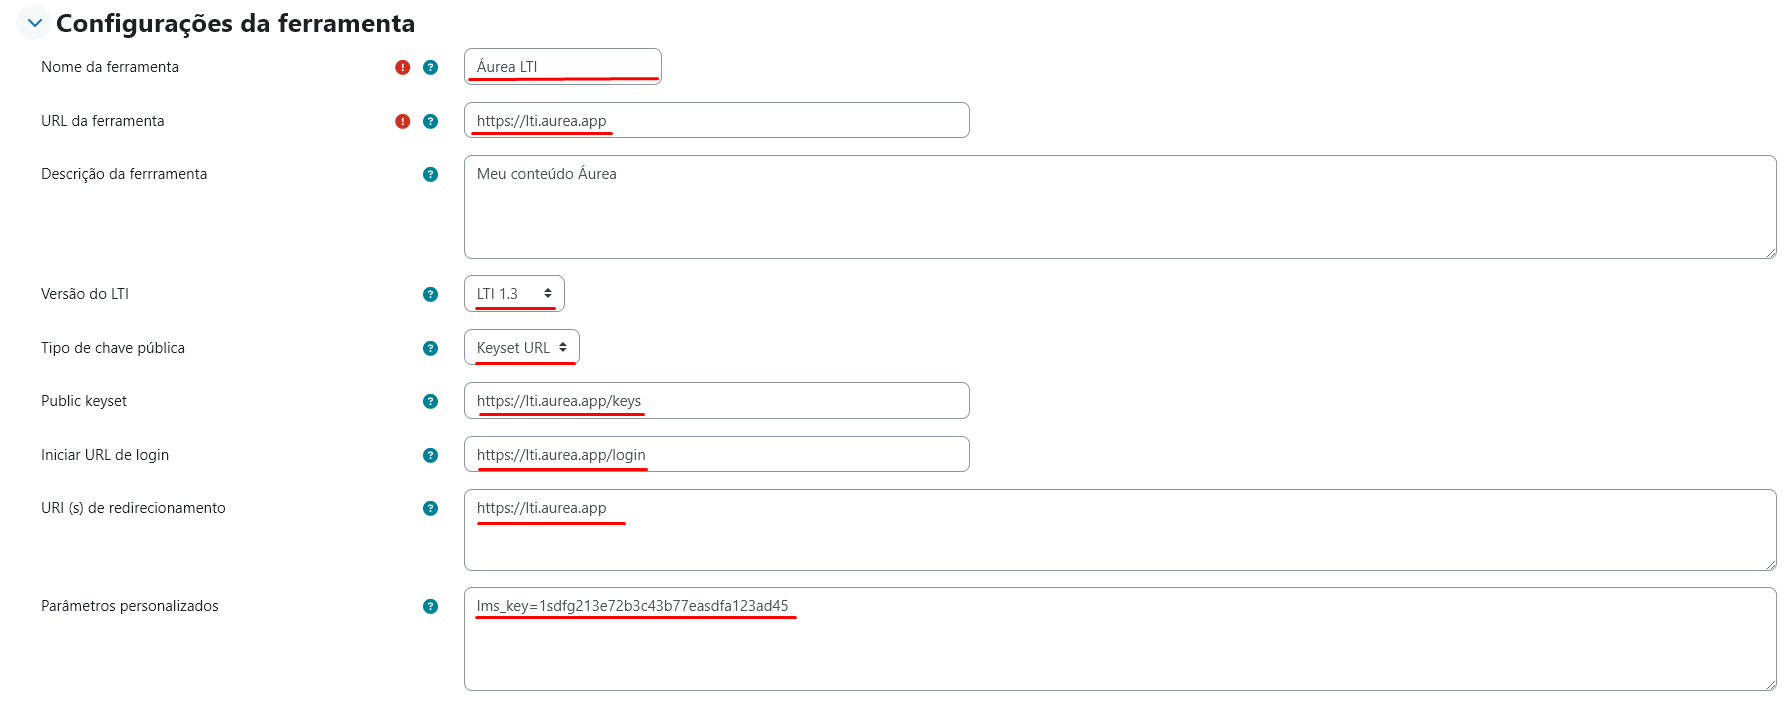 Configurações da ferramenta
Nome da ferramenta ! ? Áurea LTI
URL da ferramenta ! ? https://lti.aurea.app
Descrição da ferrramenta ? Meu conteúdo Áurea
Versão do LTI ? LTI 1.3
Tipo de chave pública ? Keyset URL
Public keyset ? https://lti.aurea.app/keys
Iniciar URL de login ? https://lti.aurea.app/login
URI (s) de redirecionamento ? https://lti.aurea.app
Parâmetros personalizados ? lms_key=1sdfg213e72b3c43b77easdfa123ad45